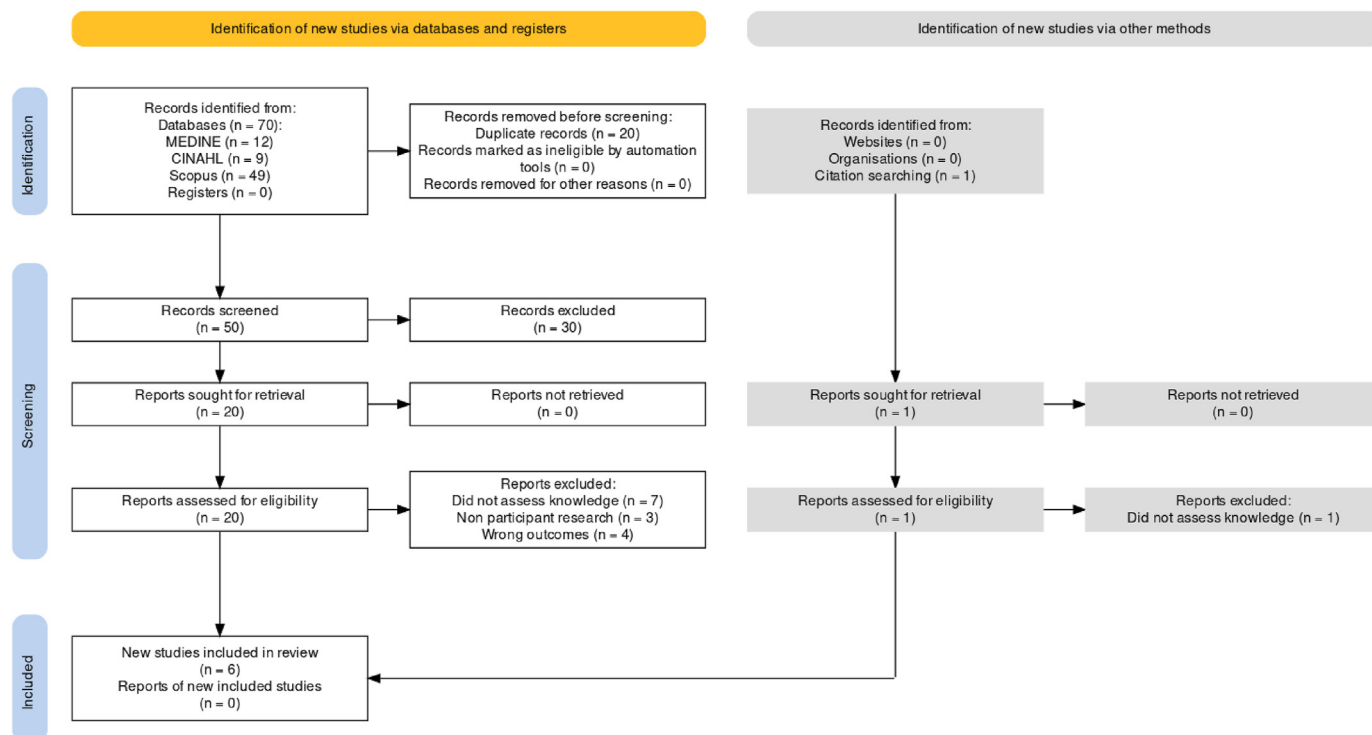 Identification of new studies via databases and registers
Identification of new studies via other methods
Identification
Records identified from:
Databases (n = 70):
MEDINE (n = 12)
CINAHL (n = 9)
Scopus (n = 49)
Registers (n = 0)
Records removed before screening:
Duplicate records (n = 20)
Records marked as ineligible by automation
tools (n = 0)
Records removed for other reasons (n = 0)
Records identified from:
Websites (n = 0)
Organisations (n = 0)
Citation searching (n = 1)
Screening
Records screened
(n = 50)
Records excluded
(n = 30)
Reports sought for retrieval
(n = 20)
Reports not retrieved
(n = 0)
Reports sought for retrieval
(n = 1)
Reports not retrieved
(n = 0)
Reports assessed for eligibility
(n = 20)
Reports excluded:
Did not assess knowledge (n = 7)
Non participant research (n = 3)
Wrong outcomes (n = 4)
Reports assessed for eligibility
(n = 1)
Reports excluded:
Did not assess knowledge (n = 1)
Included
New studies included in review
(n = 6)
Reports of new included studies
(n = 0)